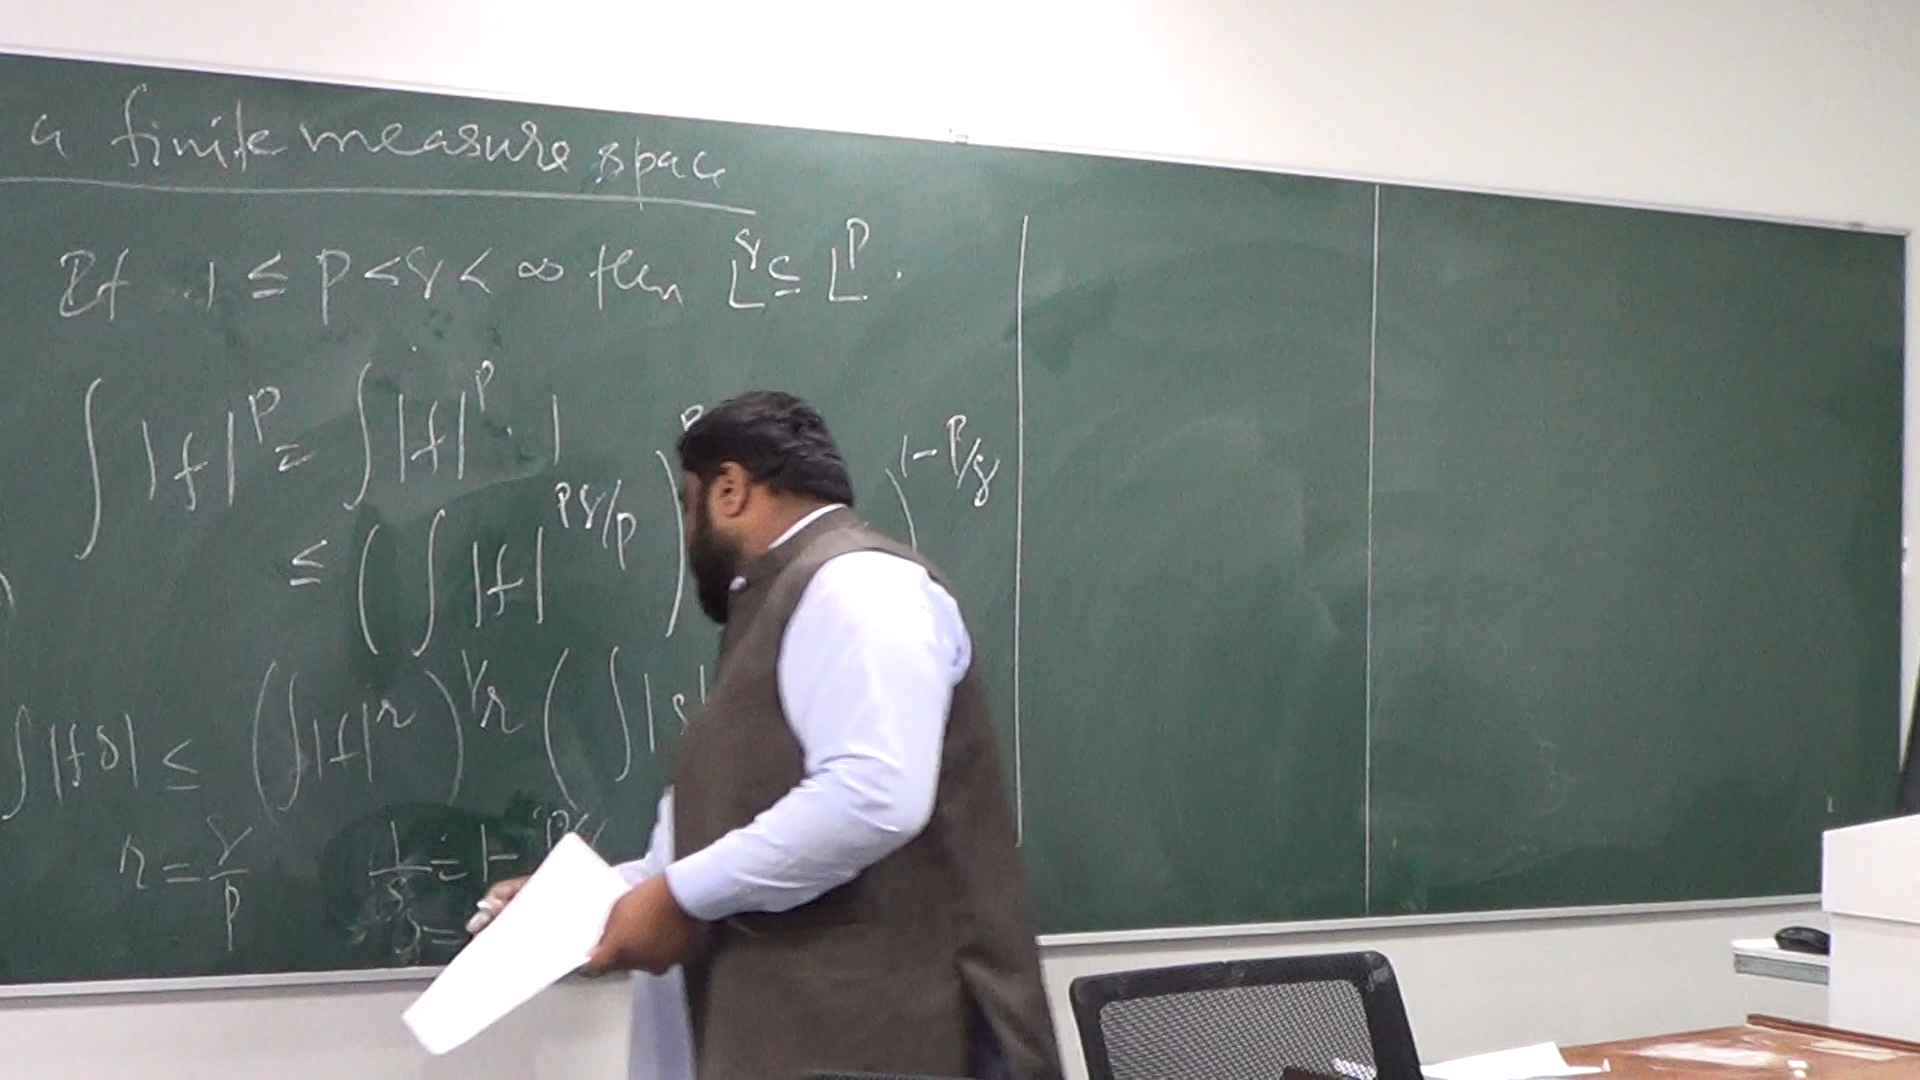 a finite measure space
If 1 ≤ p < q < ∞ then L^q ⊆ L^p.
∫ |f|^p = ∫ |f|^p · 1
≤ ( ∫ |f|^{pq/p} )^p )^{1-p/q}
∫ |fg| ≤ ( ∫ |f|^r )^{1/r} ( ∫ |g|
r = q/p 1/s = 1 -
s =